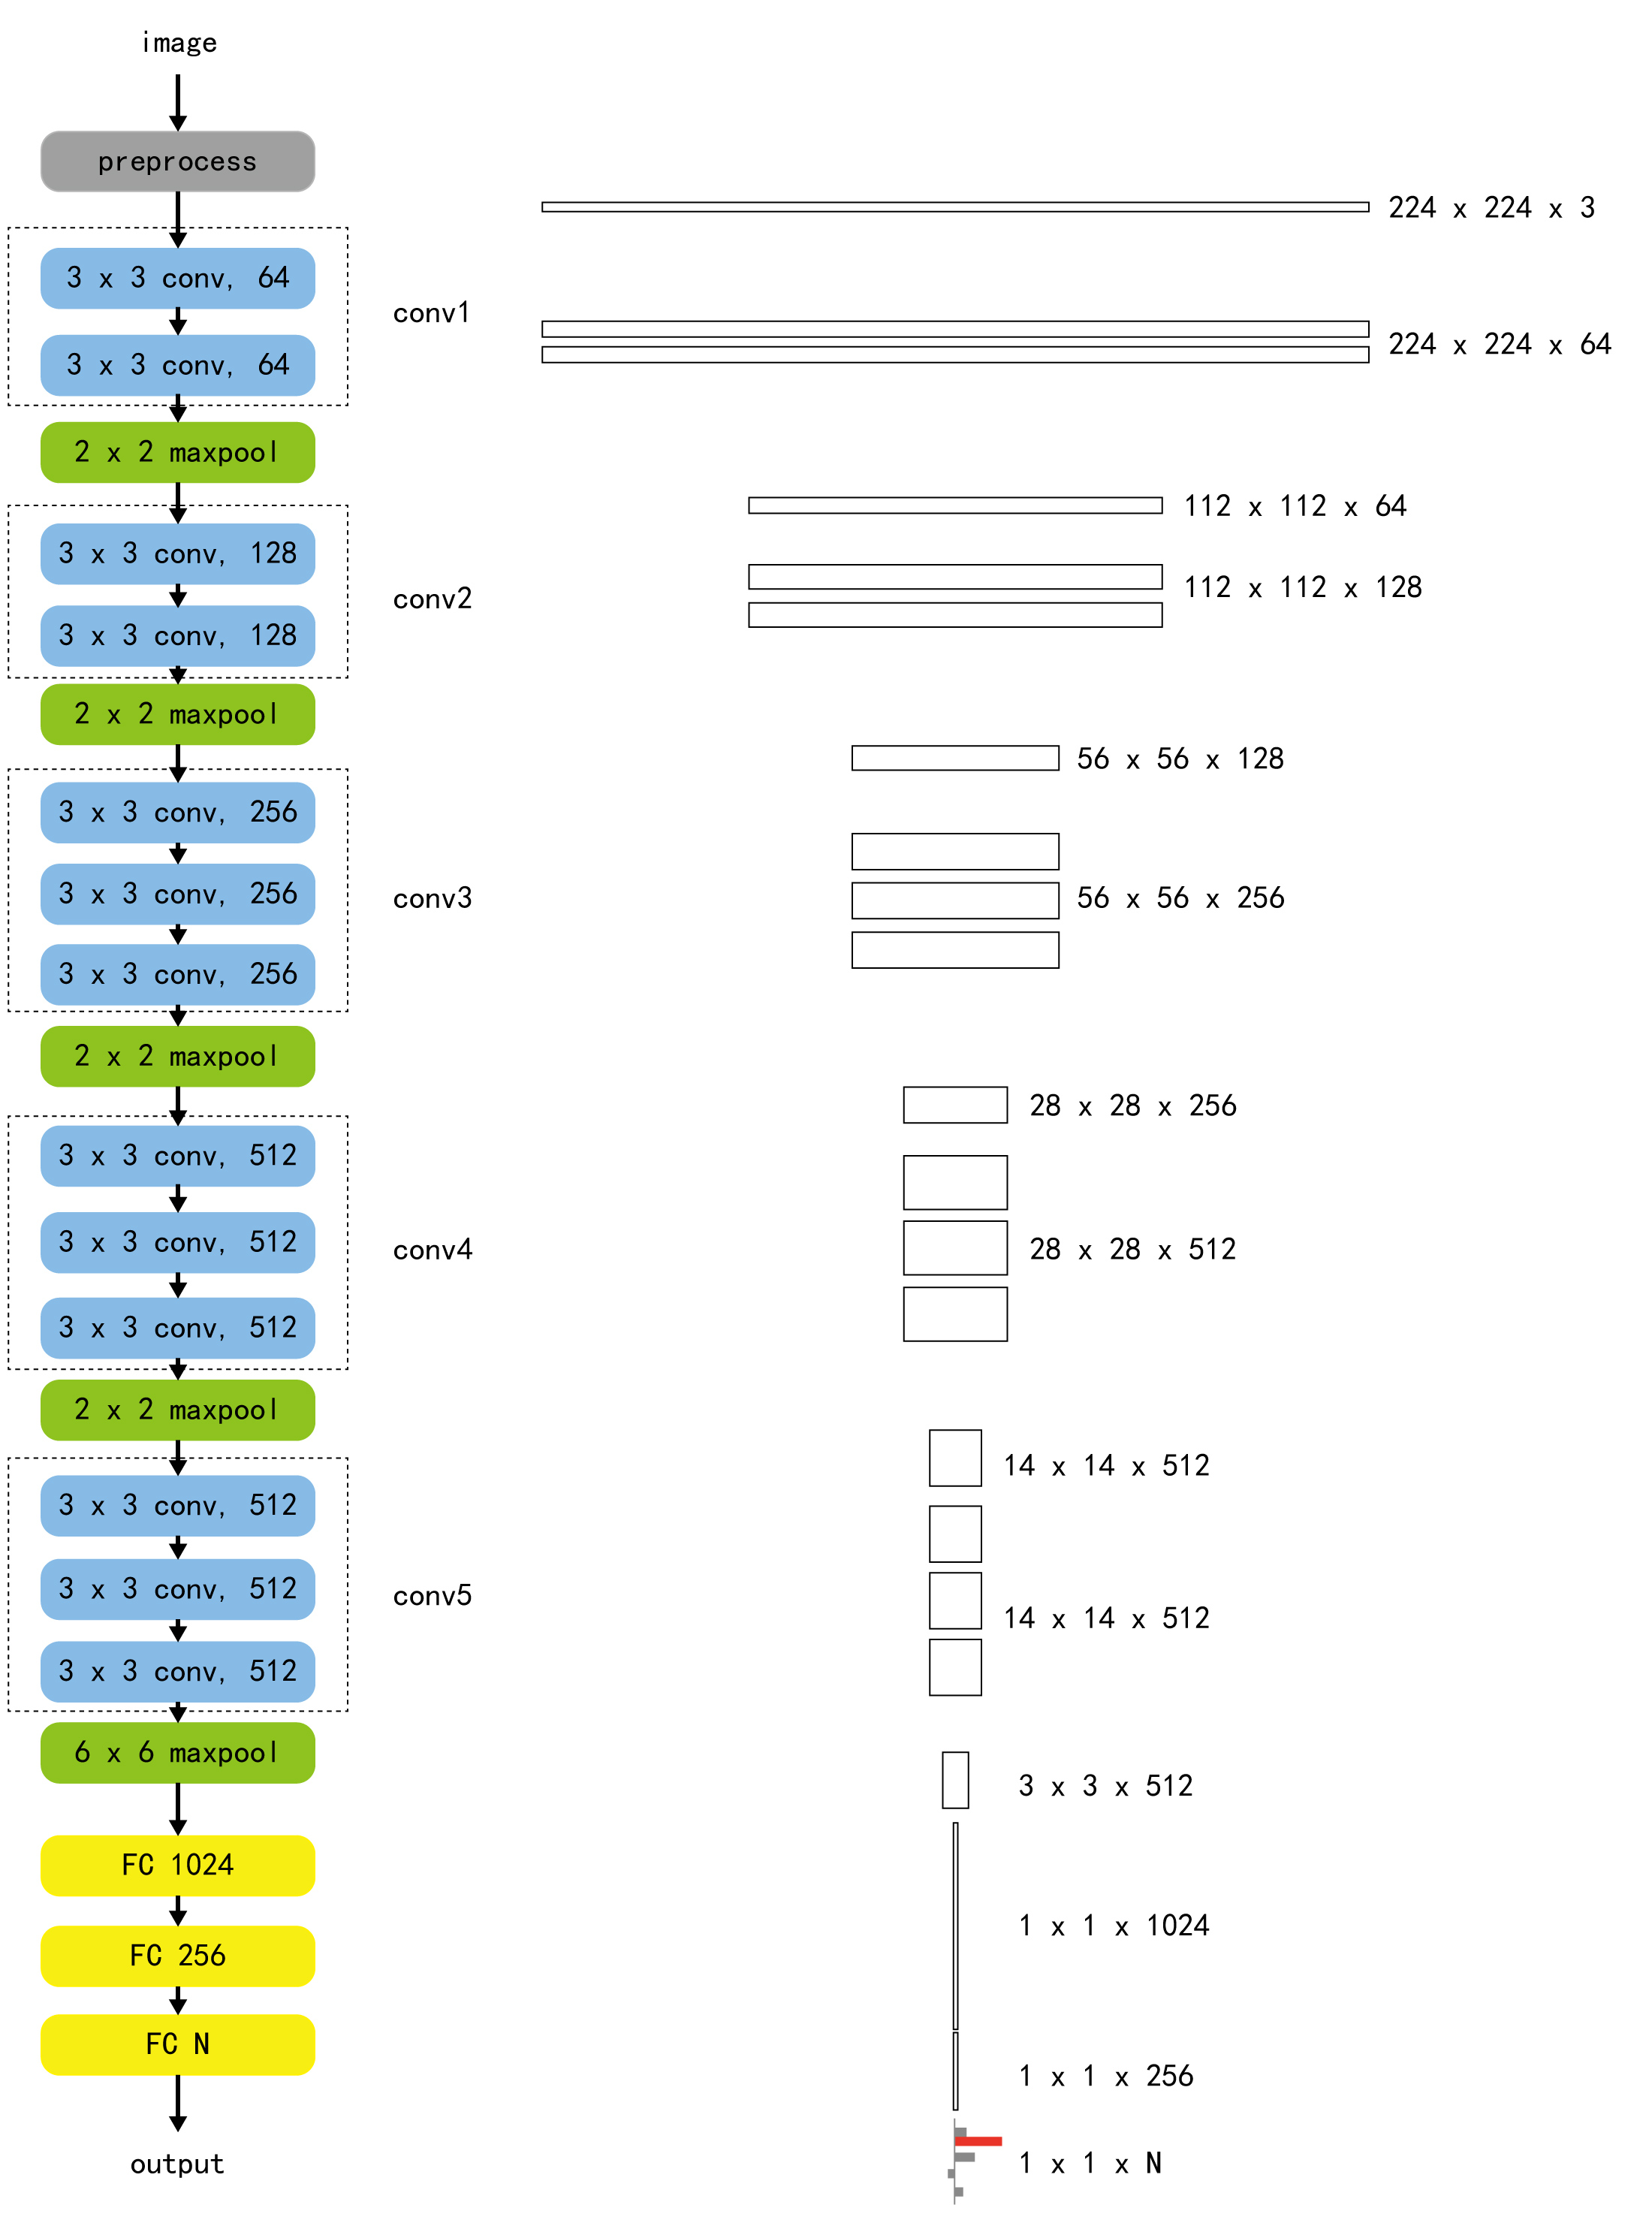 image
preprocess
224 x 224 x 3
3 x 3 conv, 64
3 x 3 conv, 64
conv1
224 x 224 x 64
2 x 2 maxpool
112 x 112 x 64
3 x 3 conv, 128
3 x 3 conv, 128
conv2
112 x 112 x 128
2 x 2 maxpool
56 x 56 x 128
3 x 3 conv, 256
3 x 3 conv, 256
3 x 3 conv, 256
conv3
56 x 56 x 256
2 x 2 maxpool
28 x 28 x 256
3 x 3 conv, 512
3 x 3 conv, 512
3 x 3 conv, 512
conv4
28 x 28 x 512
2 x 2 maxpool
14 x 14 x 512
3 x 3 conv, 512
3 x 3 conv, 512
3 x 3 conv, 512
conv5
14 x 14 x 512
6 x 6 maxpool
3 x 3 x 512
FC 1024
1 x 1 x 1024
FC 256
1 x 1 x 256
FC N
1 x 1 x N
output